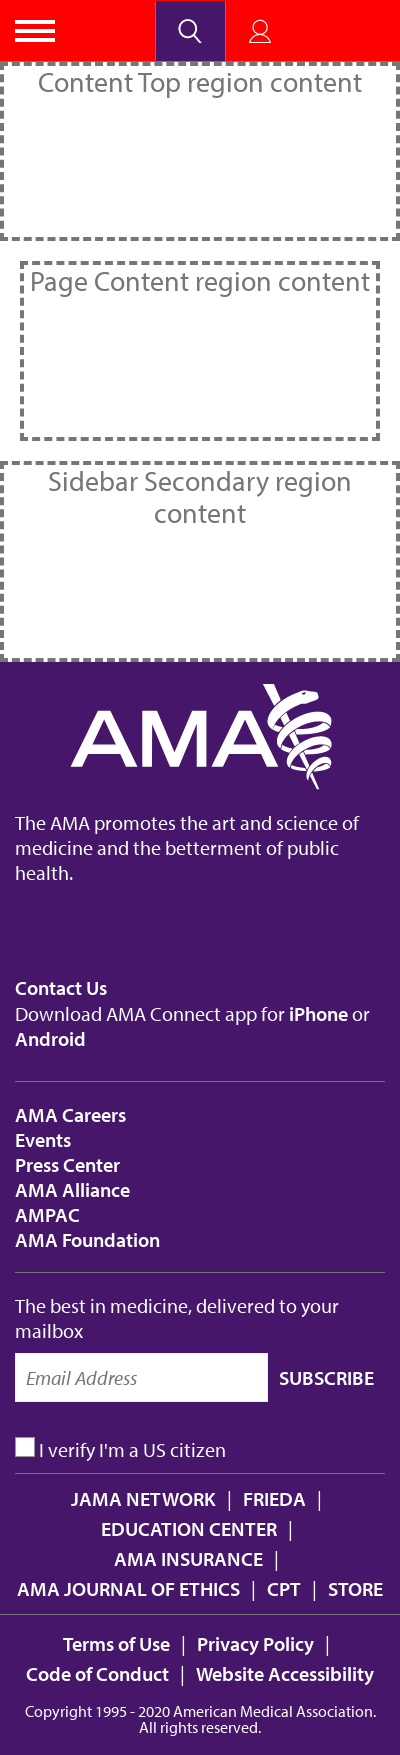 Content Top region content
Page Content region content
Sidebar Secondary region
content
AMA
The AMA promotes the art and science of
medicine and the betterment of public
health.
Contact Us
Download AMA Connect app for iPhone or
Android
AMA Careers
Events
Press Center
AMA Alliance
AMPAC
AMA Foundation
The best in medicine, delivered to your
mailbox
Email Address SUBSCRIBE
I verify I'm a US citizen
JAMA NETWORK | FRIEDA |
EDUCATION CENTER |
AMA INSURANCE |
AMA JOURNAL OF ETHICS | CPT | STORE
Terms of Use | Privacy Policy |
Code of Conduct | Website Accessibility
Copyright 1995 - 2020 American Medical Association.
All rights reserved.